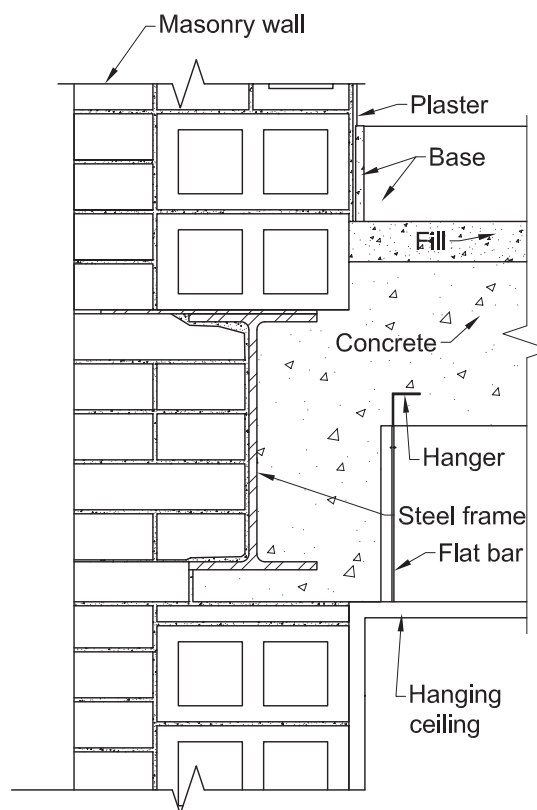 Masonry wall
Plaster
Base
Fill
Concrete
Hanger
Steel frame
Flat bar
Hanging
ceiling